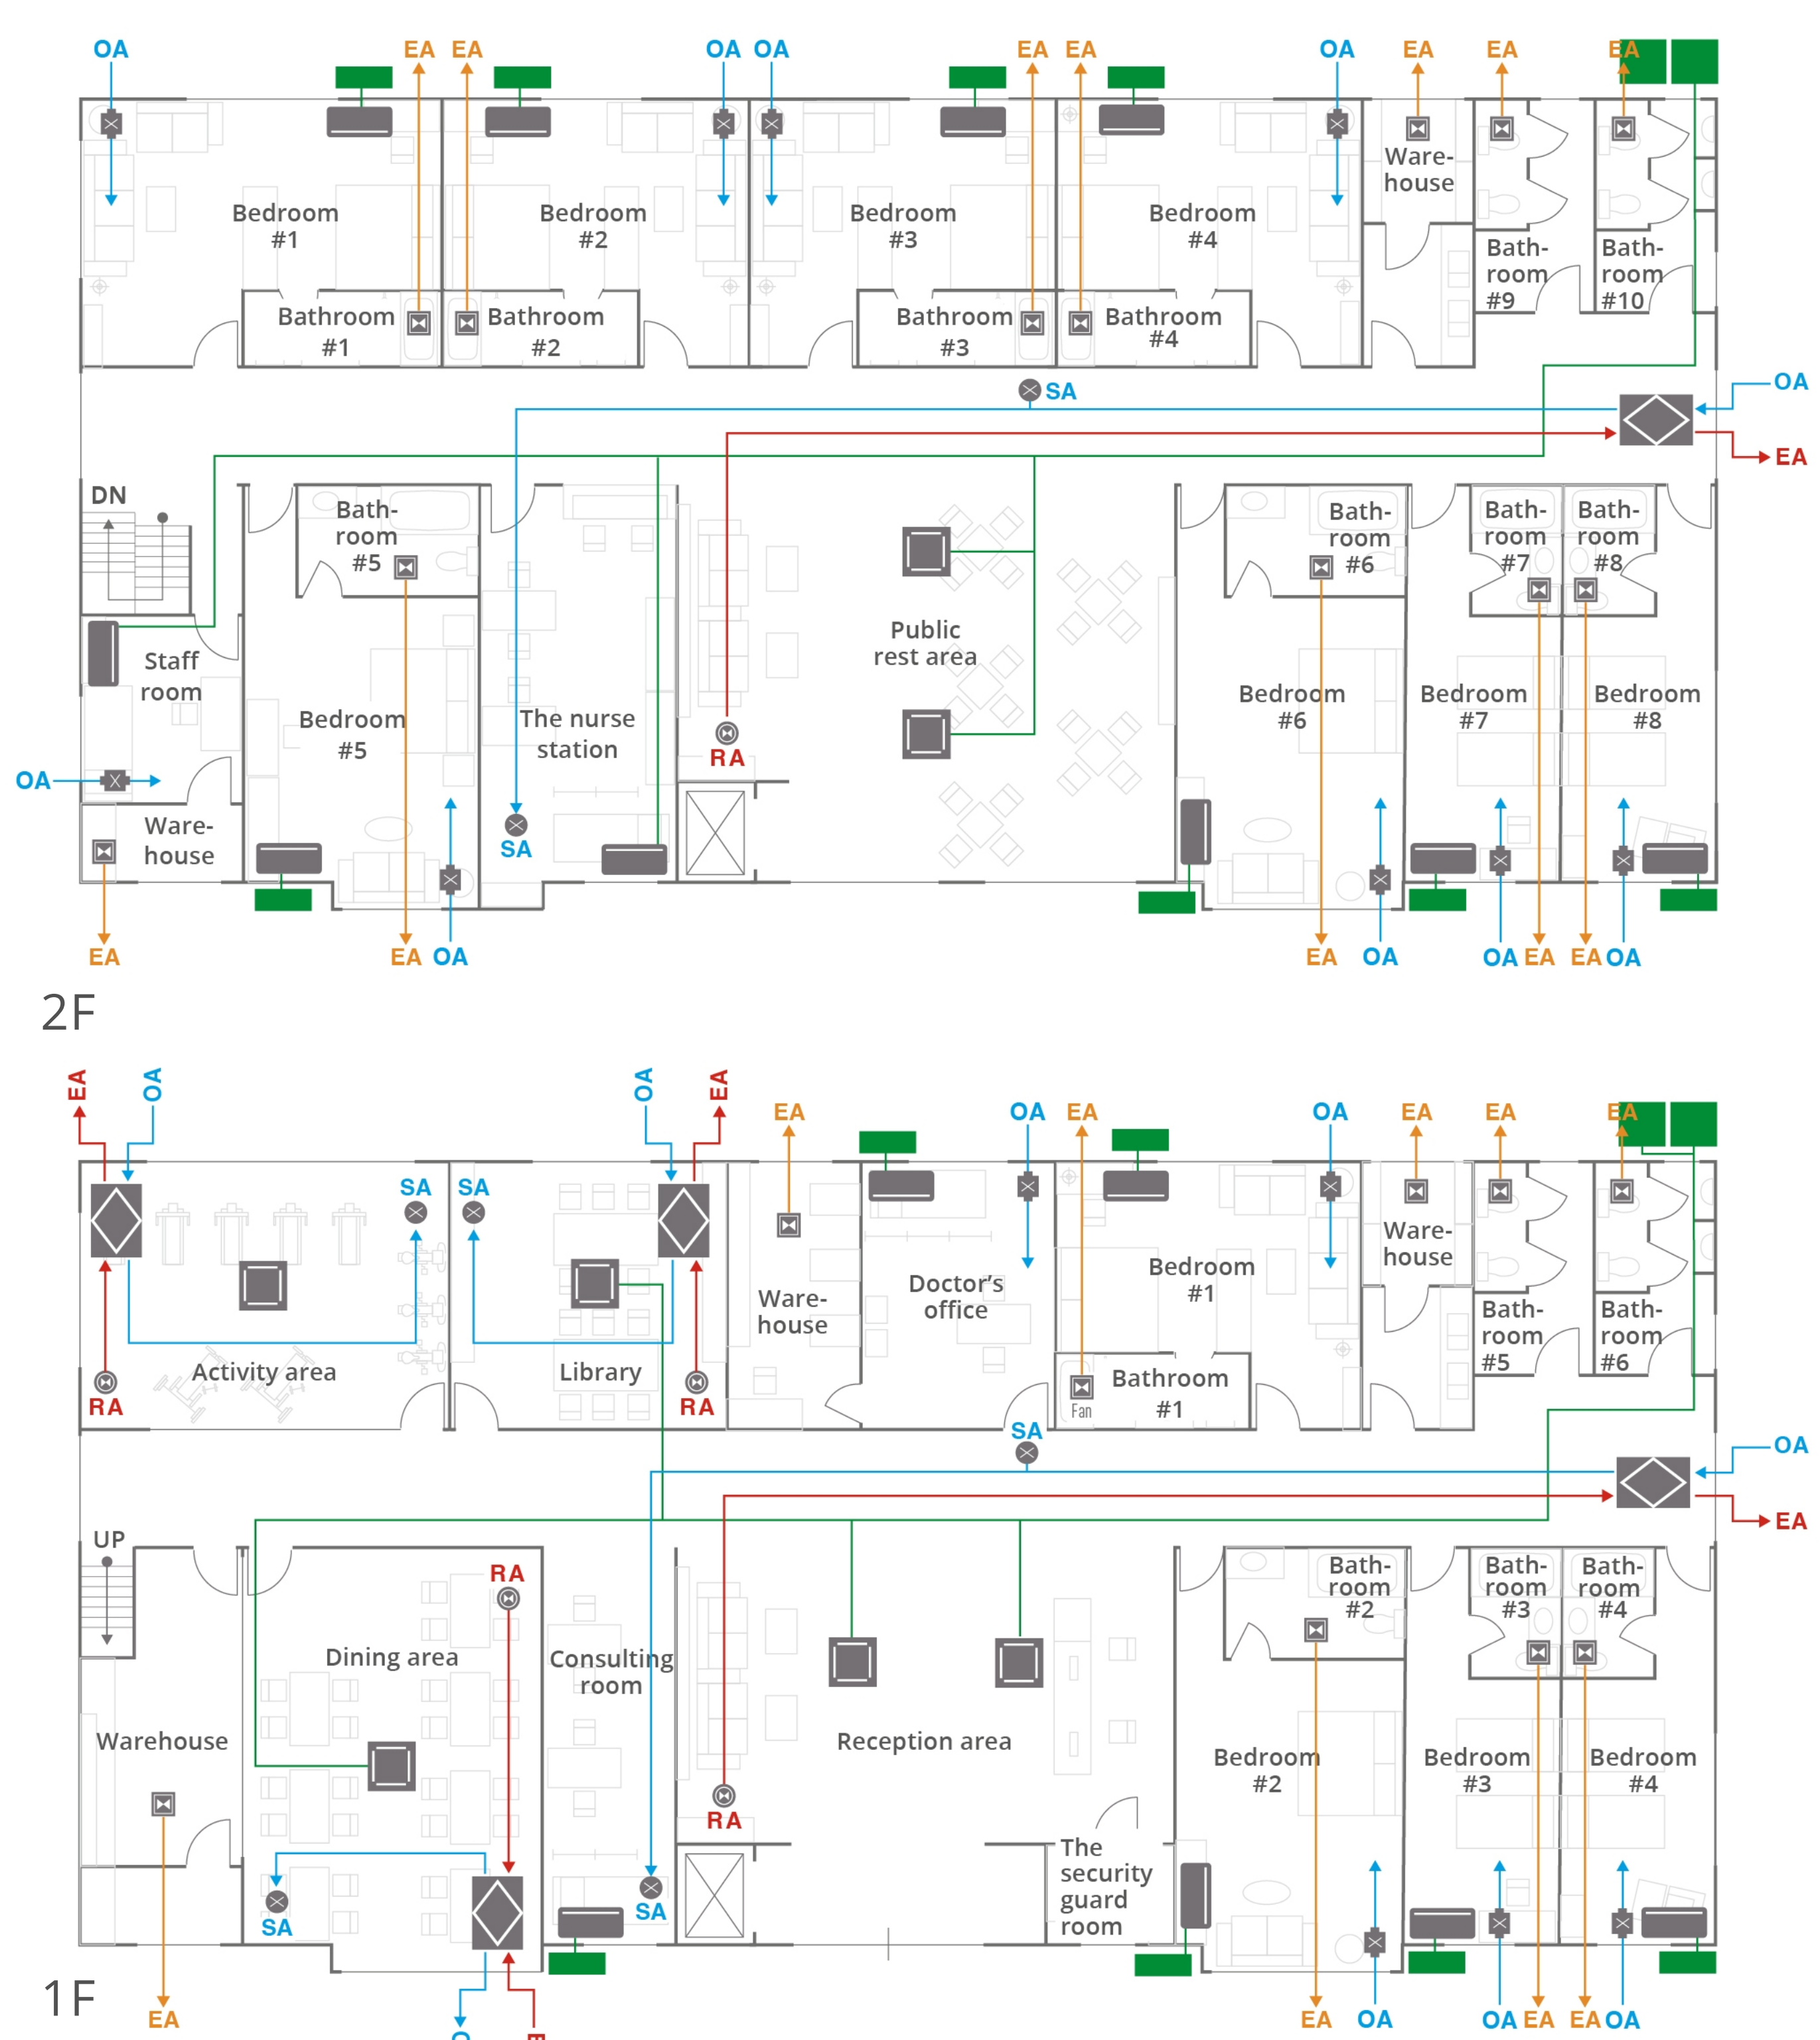 OA EA EA OA OA EA EA OA EA EA EA
Ware-
house
Bedroom
#1
Bedroom
#2
Bedroom
#3
Bedroom
#4
Bath-
room
#9
Bath-
room
#10
Bathroom
#1
Bathroom
#2
Bathroom
#3
Bathroom
#4
SA
OA
EA
DN
Bath-
room
#5
Bath-
room
#6
Bath-
room
#7
Bath-
room
#8
Staff
room
Public
rest area
Bedroom
#5
The nurse
station
Bedroom
#6
Bedroom
#7
Bedroom
#8
RA
OA
Ware-
house
SA
EA EA OA EA OA OA EA EA OA
2F
EA OA OA EA EA OA EA OA EA EA EA
SA SA
Ware-
house
Doctor's
office
Bedroom
#1
Ware-
house
Bath-
room
#5
Bath-
room
#6
Activity area
Library
Bathroom
#1
Fan
RA RA
SA
OA
EA
UP
RA
Bath-
room
#2
Bath-
room
#3
Bath-
room
#4
Dining area
Consulting
room
Warehouse
Reception area
Bedroom
#2
Bedroom
#3
Bedroom
#4
RA
The
security
guard
room
SA
SA
1F
EA EA OA OA EA EA OA